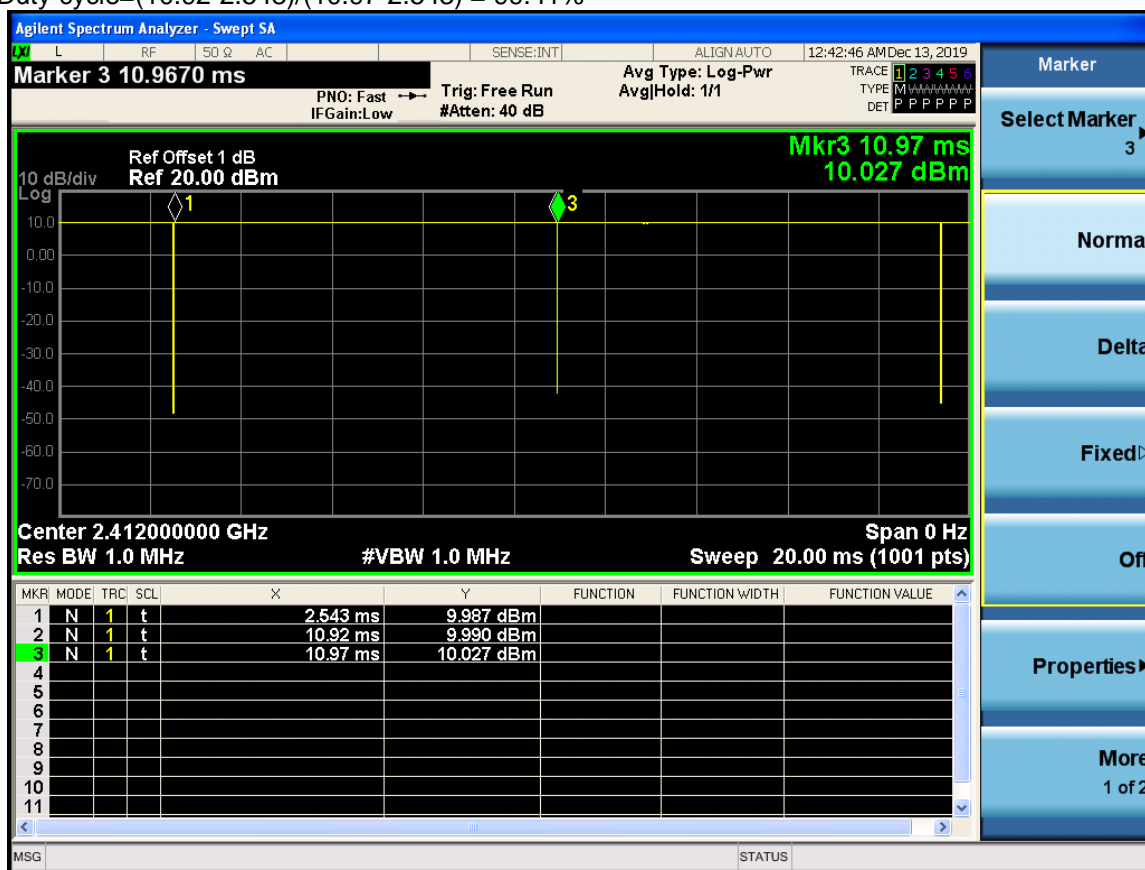 Agilent Spectrum Analyzer - Swept SA
LXI L RF 50 Ω AC SENSE:INT ALIGN AUTO 12:42:46 AM Dec 13, 2019
Marker 3 10.9670 ms
PNO: Fast
IFGain:Low
Trig: Free Run
#Atten: 40 dB
Avg Type: Log-Pwr
Avg|Hold: 1/1
TRACE 1 2 3 4 5 6
TYPE M
DET P P P P P P
Mkr3 10.97 ms
10.027 dBm
Ref Offset 1 dB
10 dB/div Ref 20.00 dBm
Log
1
3
10.0
0.00
-10.0
-20.0
-30.0
-40.0
-50.0
-60.0
-70.0
Center 2.412000000 GHz Span 0 Hz
Res BW 1.0 MHz #VBW 1.0 MHz Sweep 20.00 ms (1001 pts)
MKR MODE TRC SCL X Y FUNCTION FUNCTION WIDTH FUNCTION VALUE
1 N 1 t 2.543 ms 9.987 dBm
2 N 1 t 10.92 ms 9.990 dBm
3 N 1 t 10.97 ms 10.027 dBm
4
5
6
7
8
9
10
11
MSG STATUS
Marker
Select Marker
3
Norma
Delta
Fixed
Off
Properties
More
1 of 2